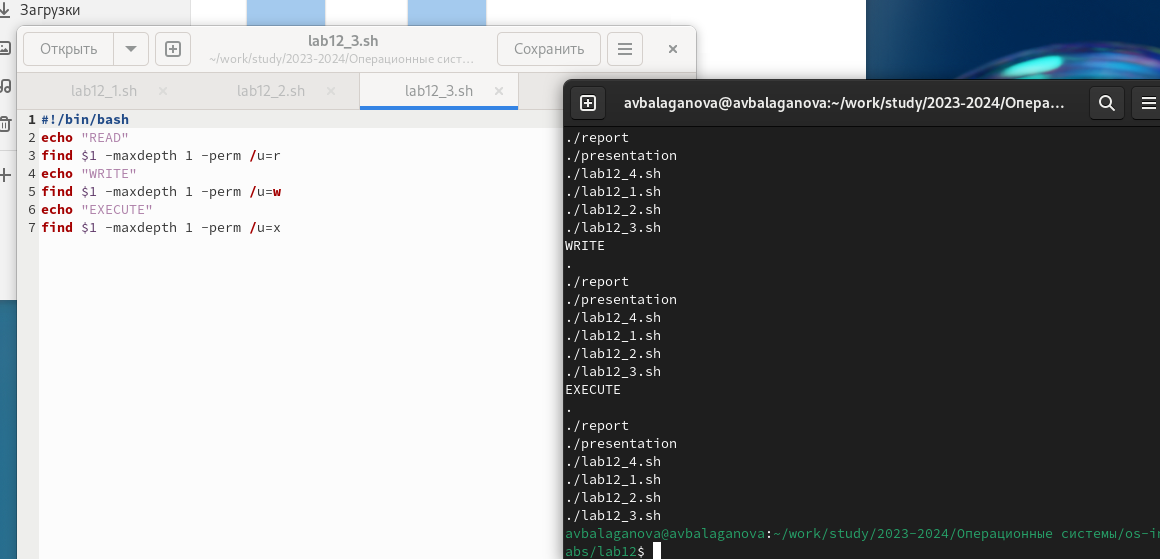 Загрузки
Открыть
lab12_3.sh
~/work/study/2023-2024/Операционные сист...
Сохранить
lab12_1.sh
lab12_2.sh
lab12_3.sh
1 #!/bin/bash
2 echo "READ"
3 find $1 -maxdepth 1 -perm /u=r
4 echo "WRITE"
5 find $1 -maxdepth 1 -perm /u=w
6 echo "EXECUTE"
7 find $1 -maxdepth 1 -perm /u=x
avbalaganova@avbalaganova:~/work/study/2023-2024/Опера...
./report
./presentation
./lab12_4.sh
./lab12_1.sh
./lab12_2.sh
./lab12_3.sh
WRITE
.
./report
./presentation
./lab12_4.sh
./lab12_1.sh
./lab12_2.sh
./lab12_3.sh
EXECUTE
.
./report
./presentation
./lab12_4.sh
./lab12_1.sh
./lab12_2.sh
./lab12_3.sh
avbalaganova@avbalaganova:~/work/study/2023-2024/Операционные системы/os-in
abs/lab12$